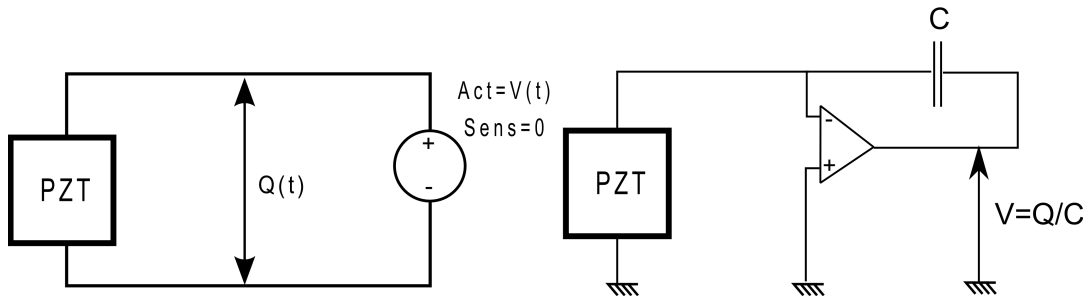 PZT
Q(t)
Act=V(t)
Sens=0
+
-
PZT
C
-
+
V=Q/C